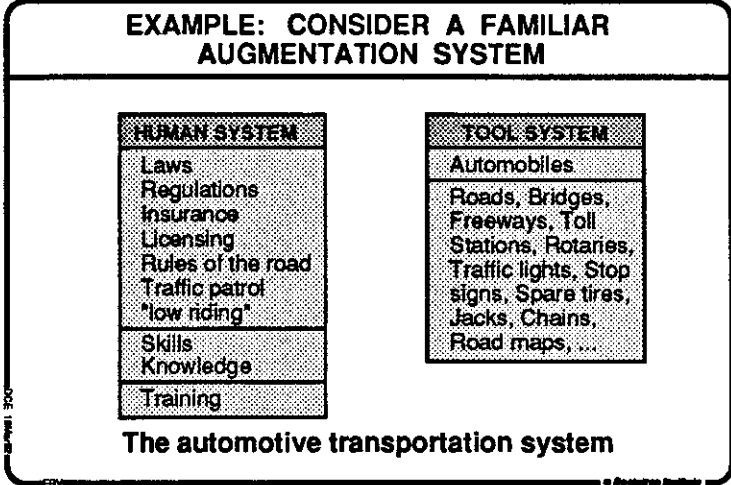 EXAMPLE: CONSIDER A FAMILIAR
AUGMENTATION SYSTEM
HUMAN SYSTEM
Laws
Regulations
Insurance
Licensing
Rules of the road
Traffic patrol
"low riding"
Skills
Knowledge
Training
TOOL SYSTEM
Automobiles
Roads, Bridges,
Freeways, Toll
Stations, Rotaries,
Traffic lights, Stop
signs, Spare tires,
Jacks, Chains,
Road maps, ...
The automotive transportation system
DCE